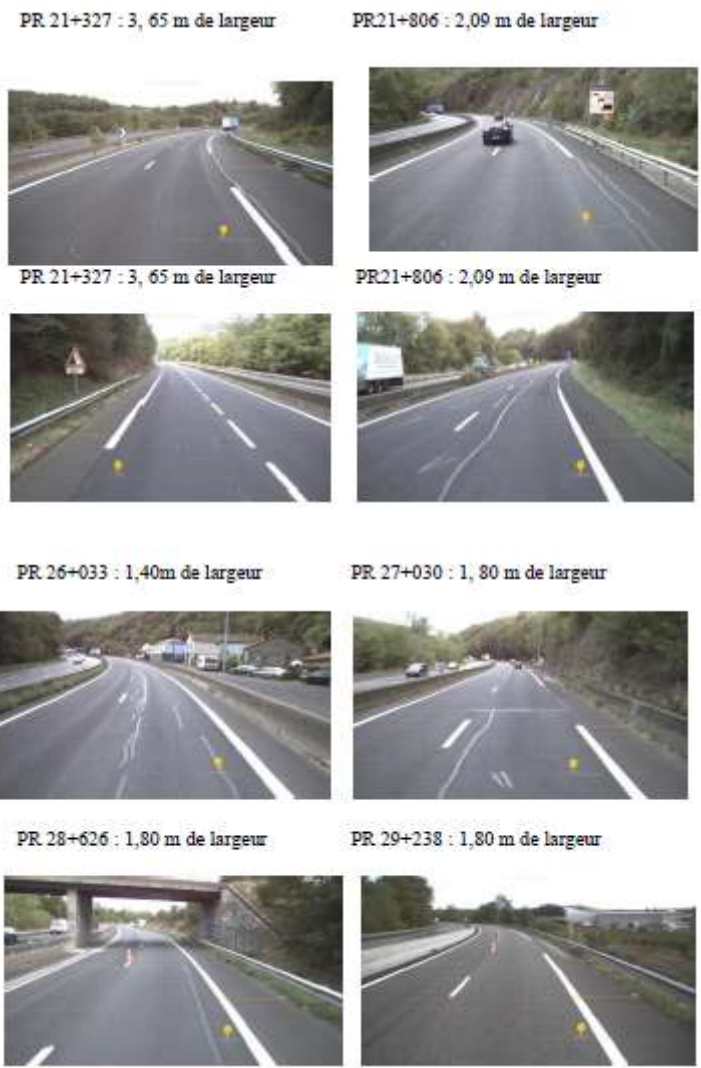 PR 21+327 : 3, 65 m de largeur
PR21+806 : 2,09 m de largeur
PR 21+327 : 3, 65 m de largeur
PR21+806 : 2,09 m de largeur
PR 26+033 : 1,40m de largeur
PR 27+030 : 1, 80 m de largeur
PR 28+626 : 1,80 m de largeur
PR 29+238 : 1,80 m de largeur